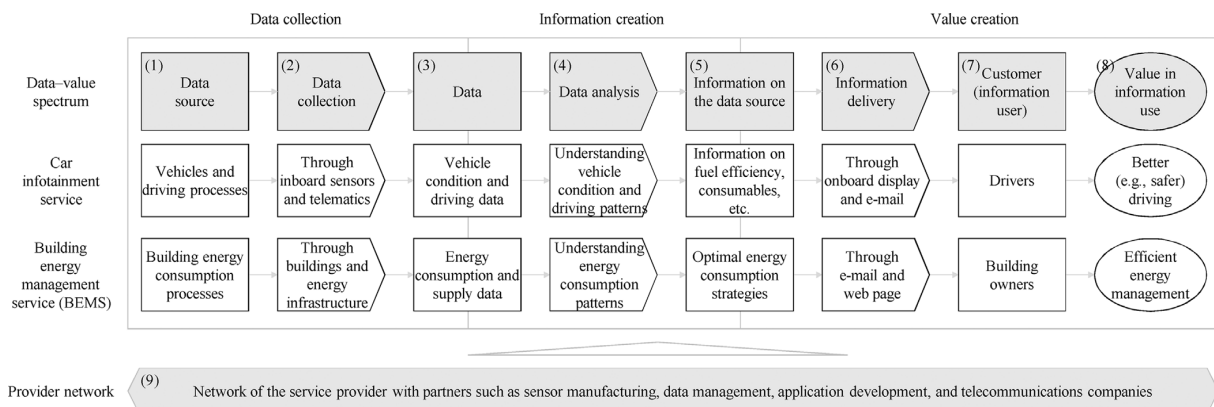 Data collection
Information creation
Value creation
Data–value
spectrum
(1)
Data
source
(2)
Data
collection
(3)
Data
(4)
Data analysis
(5)
Information on
the data source
(6)
Information
delivery
(7)
Customer
(information
user)
(8)
Value in
information
use
Car
infotainment
service
Vehicles and
driving processes
Through
inboard sensors
and telematics
Vehicle
condition and
driving data
Understanding
vehicle
condition and
driving patterns
Information on
fuel efficiency,
consumables,
etc.
Through
onboard display
and e-mail
Drivers
Better
(e.g., safer)
driving
Building
energy
management
service (BEMS)
Building energy
consumption
processes
Through
buildings and
energy
infrastructure
Energy
consumption and
supply data
Understanding
energy
consumption
patterns
Optimal energy
consumption
strategies
Through
e-mail and
web page
Building
owners
Efficient
energy
management
Provider network
(9)
Network of the service provider with partners such as sensor manufacturing, data management, application development, and telecommunications companies